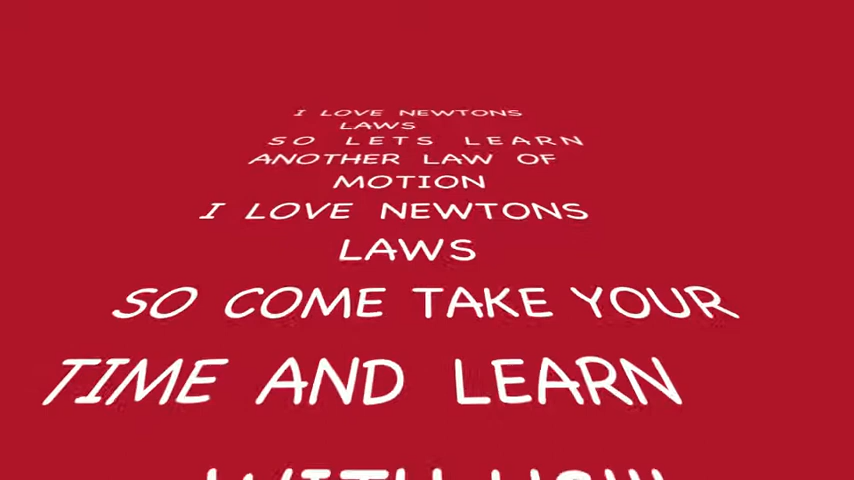 I LOVE NEWTONS
LAWS
SO LETS LEARN
ANOTHER LAW OF
MOTION
I LOVE NEWTONS
LAWS
SO COME TAKE YOUR
TIME AND LEARN
WITH